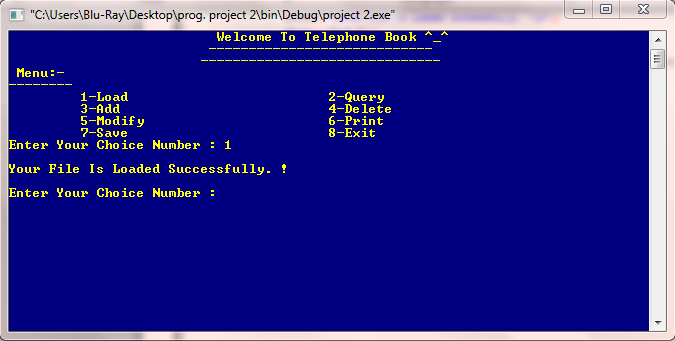 "C:\Users\Blu-Ray\Desktop\prog. project 2\bin\Debug\project 2.exe"
Welcome To Telephone Book ^_^
----------------------------
------------------------------
Menu:-
--------
1-Load 2-Query
3-Add 4-Delete
5-Modify 6-Print
7-Save 8-Exit
Enter Your Choice Number : 1
Your File Is Loaded Successfully. !
Enter Your Choice Number :